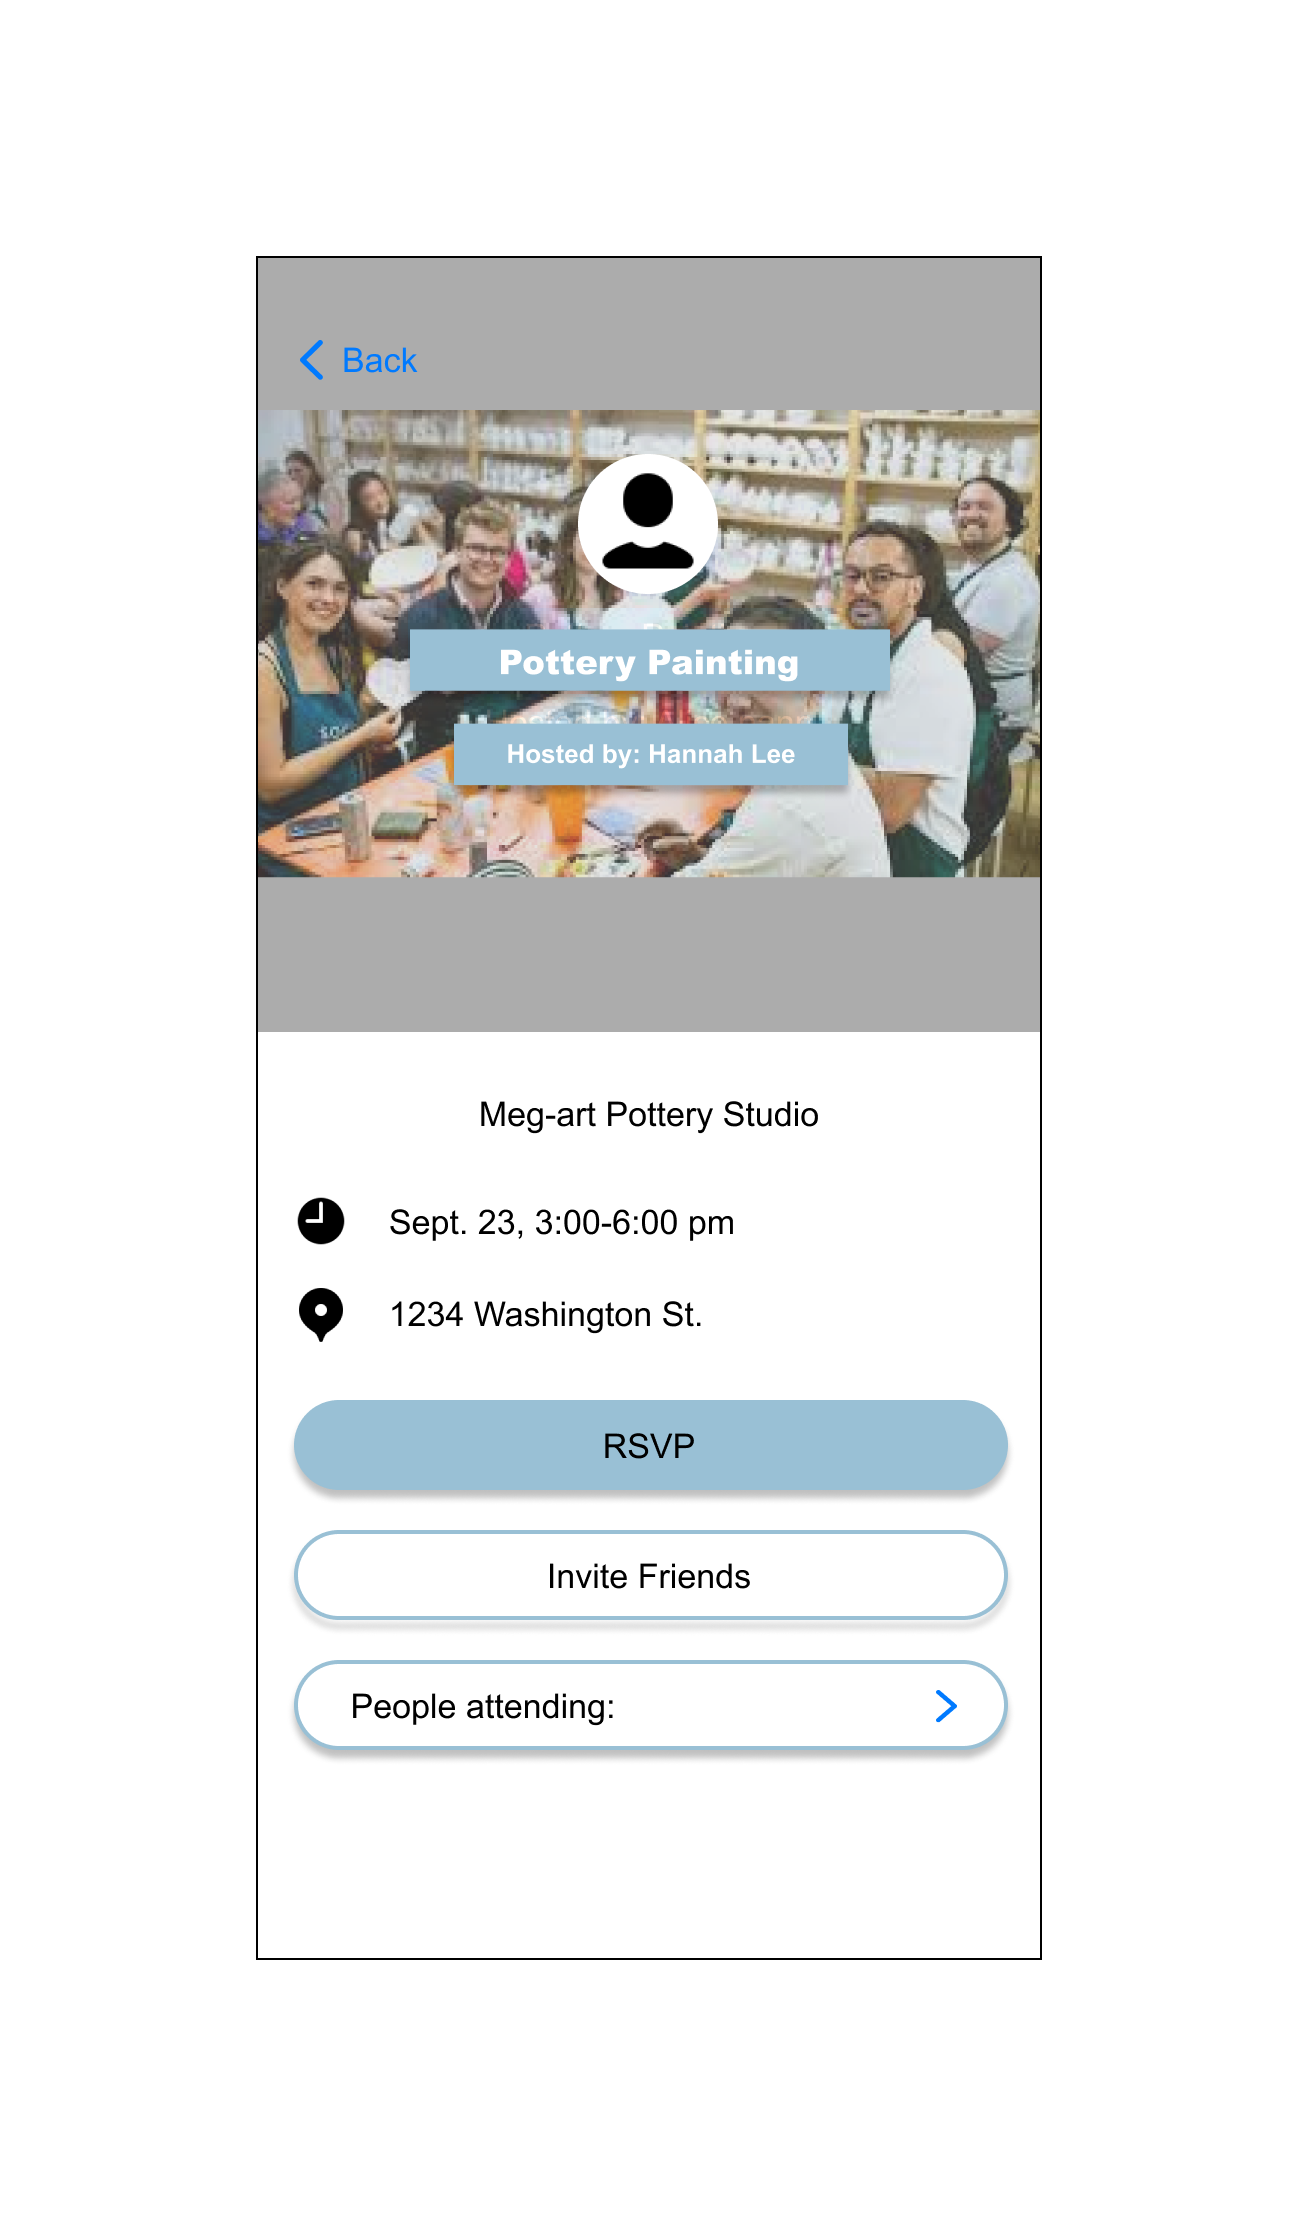 Back
Pottery Painting
Hosted by: Hannah Lee
Meg-art Pottery Studio
Sept. 23, 3:00-6:00 pm
1234 Washington St.
RSVP
Invite Friends
People attending: